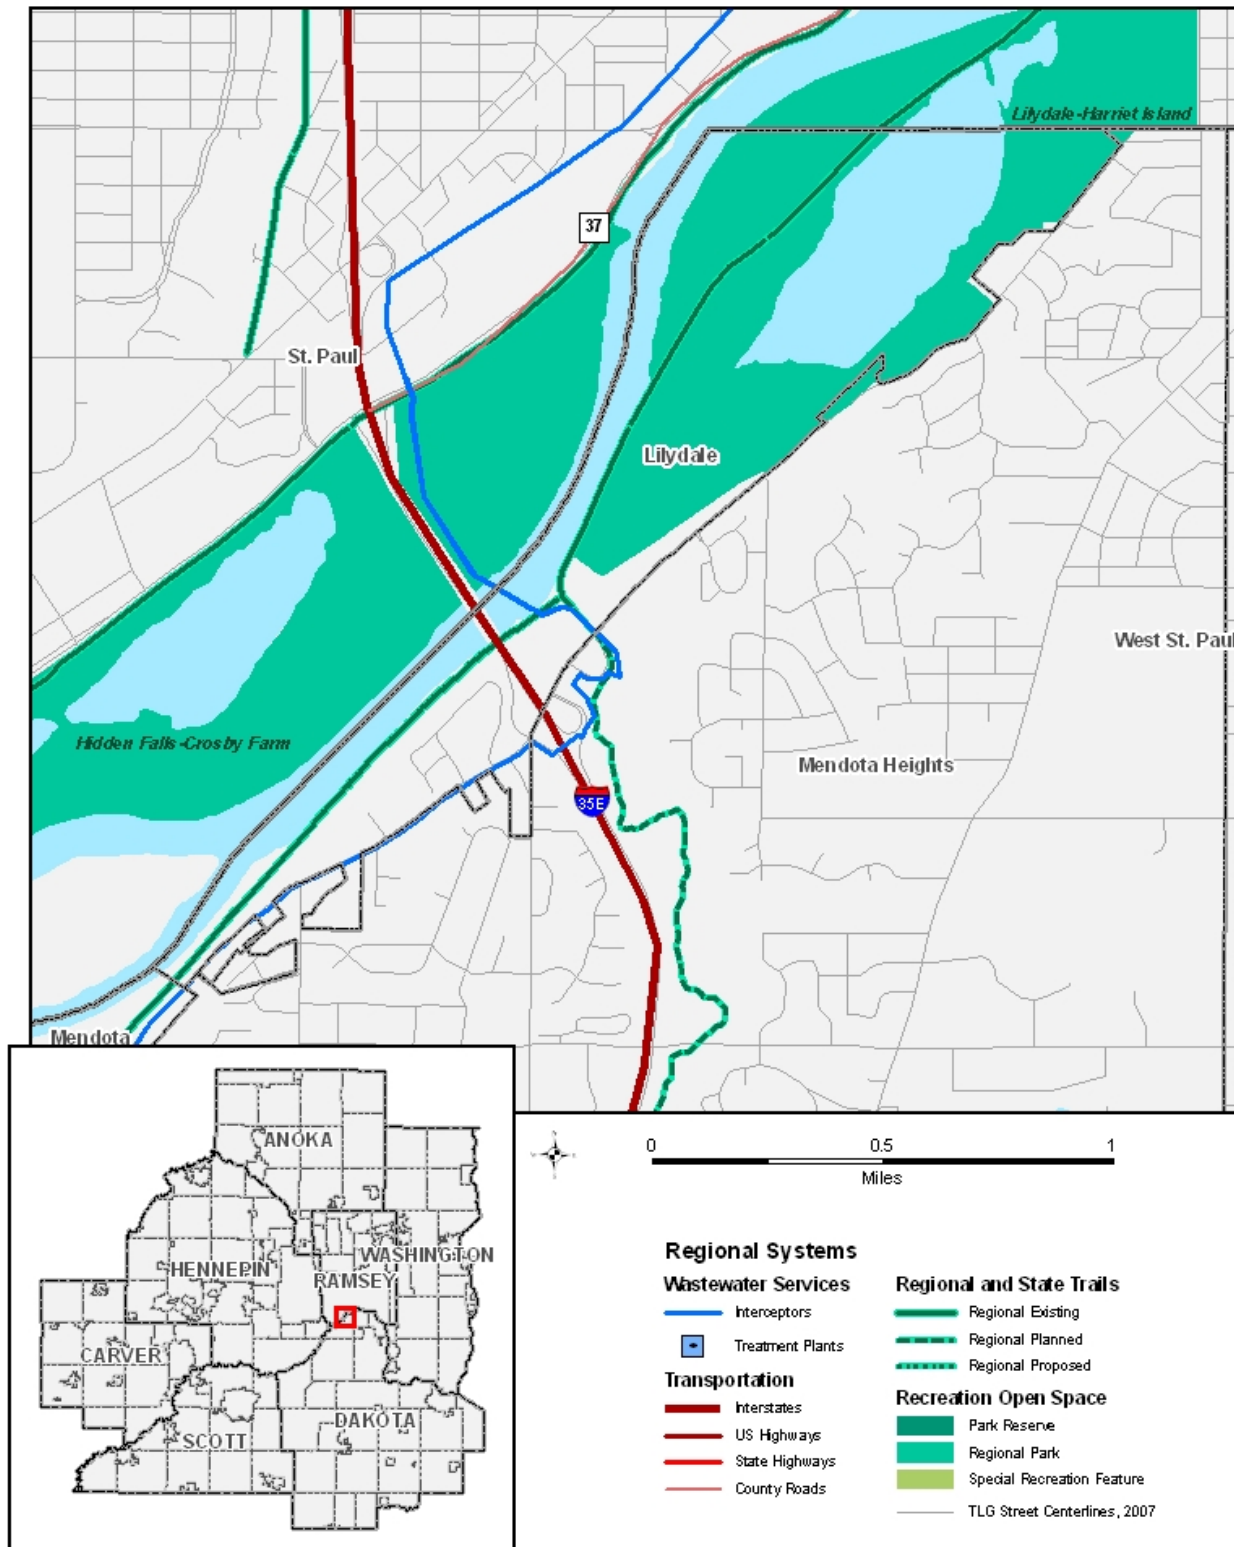 Lilydale-Harriet Island
37
St. Paul
Lilydale
West St. Paul
Hidden Falls-Crosby Farm
Mendota Heights
35E
Mendota
ANOKA
WASHINGTON
HENNEPIN
RAMSEY
CARVER
DAKOTA
SCOTT
0 0.5 1
Miles
Regional Systems
Wastewater Services
Interceptors
Treatment Plants
Transportation
Interstates
US Highways
State Highways
County Roads
Regional and State Trails
Regional Existing
Regional Planned
Regional Proposed
Recreation Open Space
Park Reserve
Regional Park
Special Recreation Feature
TLG Street Centerlines, 2007